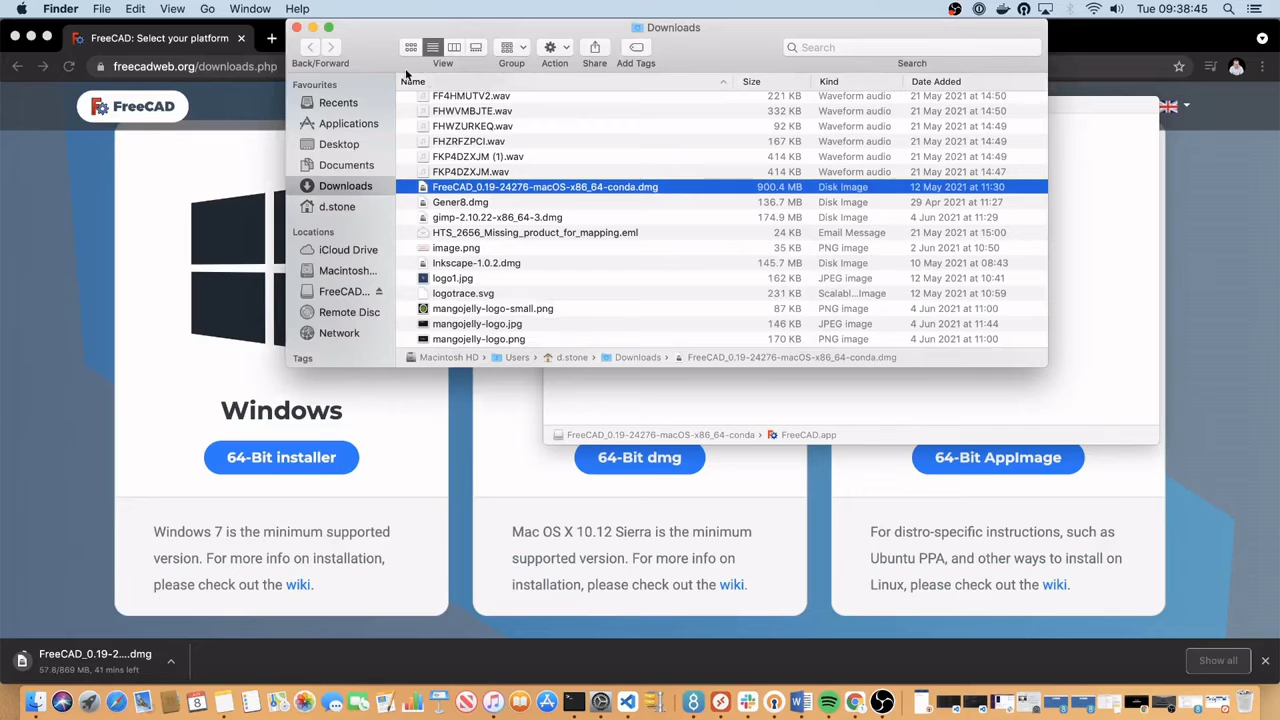 Finder File Edit View Go Window Help
FreeCAD: Select your platform
freecadweb.org/downloads.php
FreeCAD
Downloads
Back/Forward View Group Action Share Add Tags Search
Search
Favourites
Recents
Applications
Desktop
Documents
Downloads
d.stone
Locations
iCloud Drive
Macintosh...
FreeCAD...
Remote Disc
Network
Tags
Name Size Kind Date Added
FF4HMUTV2.wav 221 KB Waveform audio 21 May 2021 at 14:50
FHWVMBJTE.wav 332 KB Waveform audio 21 May 2021 at 14:50
FHWZURKEQ.wav 92 KB Waveform audio 21 May 2021 at 14:49
FHZRFZPCI.wav 167 KB Waveform audio 21 May 2021 at 14:49
FKP4DZXJM (1).wav 414 KB Waveform audio 21 May 2021 at 14:49
FKP4DZXJM.wav 414 KB Waveform audio 21 May 2021 at 14:47
FreeCAD_0.19-24276-macOS-x86_64-conda.dmg 900.4 MB Disk Image 12 May 2021 at 11:30
Gener8.dmg 136.7 MB Disk Image 29 Apr 2021 at 11:27
gimp-2.10.22-x86_64-3.dmg 174.9 MB Disk Image 4 Jun 2021 at 11:29
HTS_2656_Missing_product_for_mapping.eml 24 KB Email Message 21 May 2021 at 15:00
image.png 35 KB PNG image 2 Jun 2021 at 10:50
Inkscape-1.0.2.dmg 145.7 MB Disk Image 10 May 2021 at 08:43
logo1.jpg 162 KB JPEG image 12 May 2021 at 10:41
logotrace.svg 231 KB Scalabl...Image 12 May 2021 at 10:59
mangojelly-logo-small.png 87 KB PNG image 4 Jun 2021 at 11:00
mangojelly-logo.jpg 146 KB JPEG image 4 Jun 2021 at 11:44
mangojelly-logo.png 170 KB PNG image 4 Jun 2021 at 11:00
Macintosh HD › Users › d.stone › Downloads › FreeCAD_0.19-24276-macOS-x86_64-conda.dmg
FreeCAD_0.19-24276-macOS-x86_64-conda › FreeCAD.app
Windows
64-Bit installer
Windows 7 is the minimum supported
version. For more info on installation,
please check out the wiki.
64-Bit dmg
Mac OS X 10.12 Sierra is the minimum
supported version. For more info on
installation, please check out the wiki.
64-Bit AppImage
For distro-specific instructions, such as
Ubuntu PPA, and other ways to install on
Linux, please check out the wiki.
Tue 8 Jun 09:38:45
FreeCAD_0.19-2....dmg
57.8/869 MB, 41 mins left
Show all
8